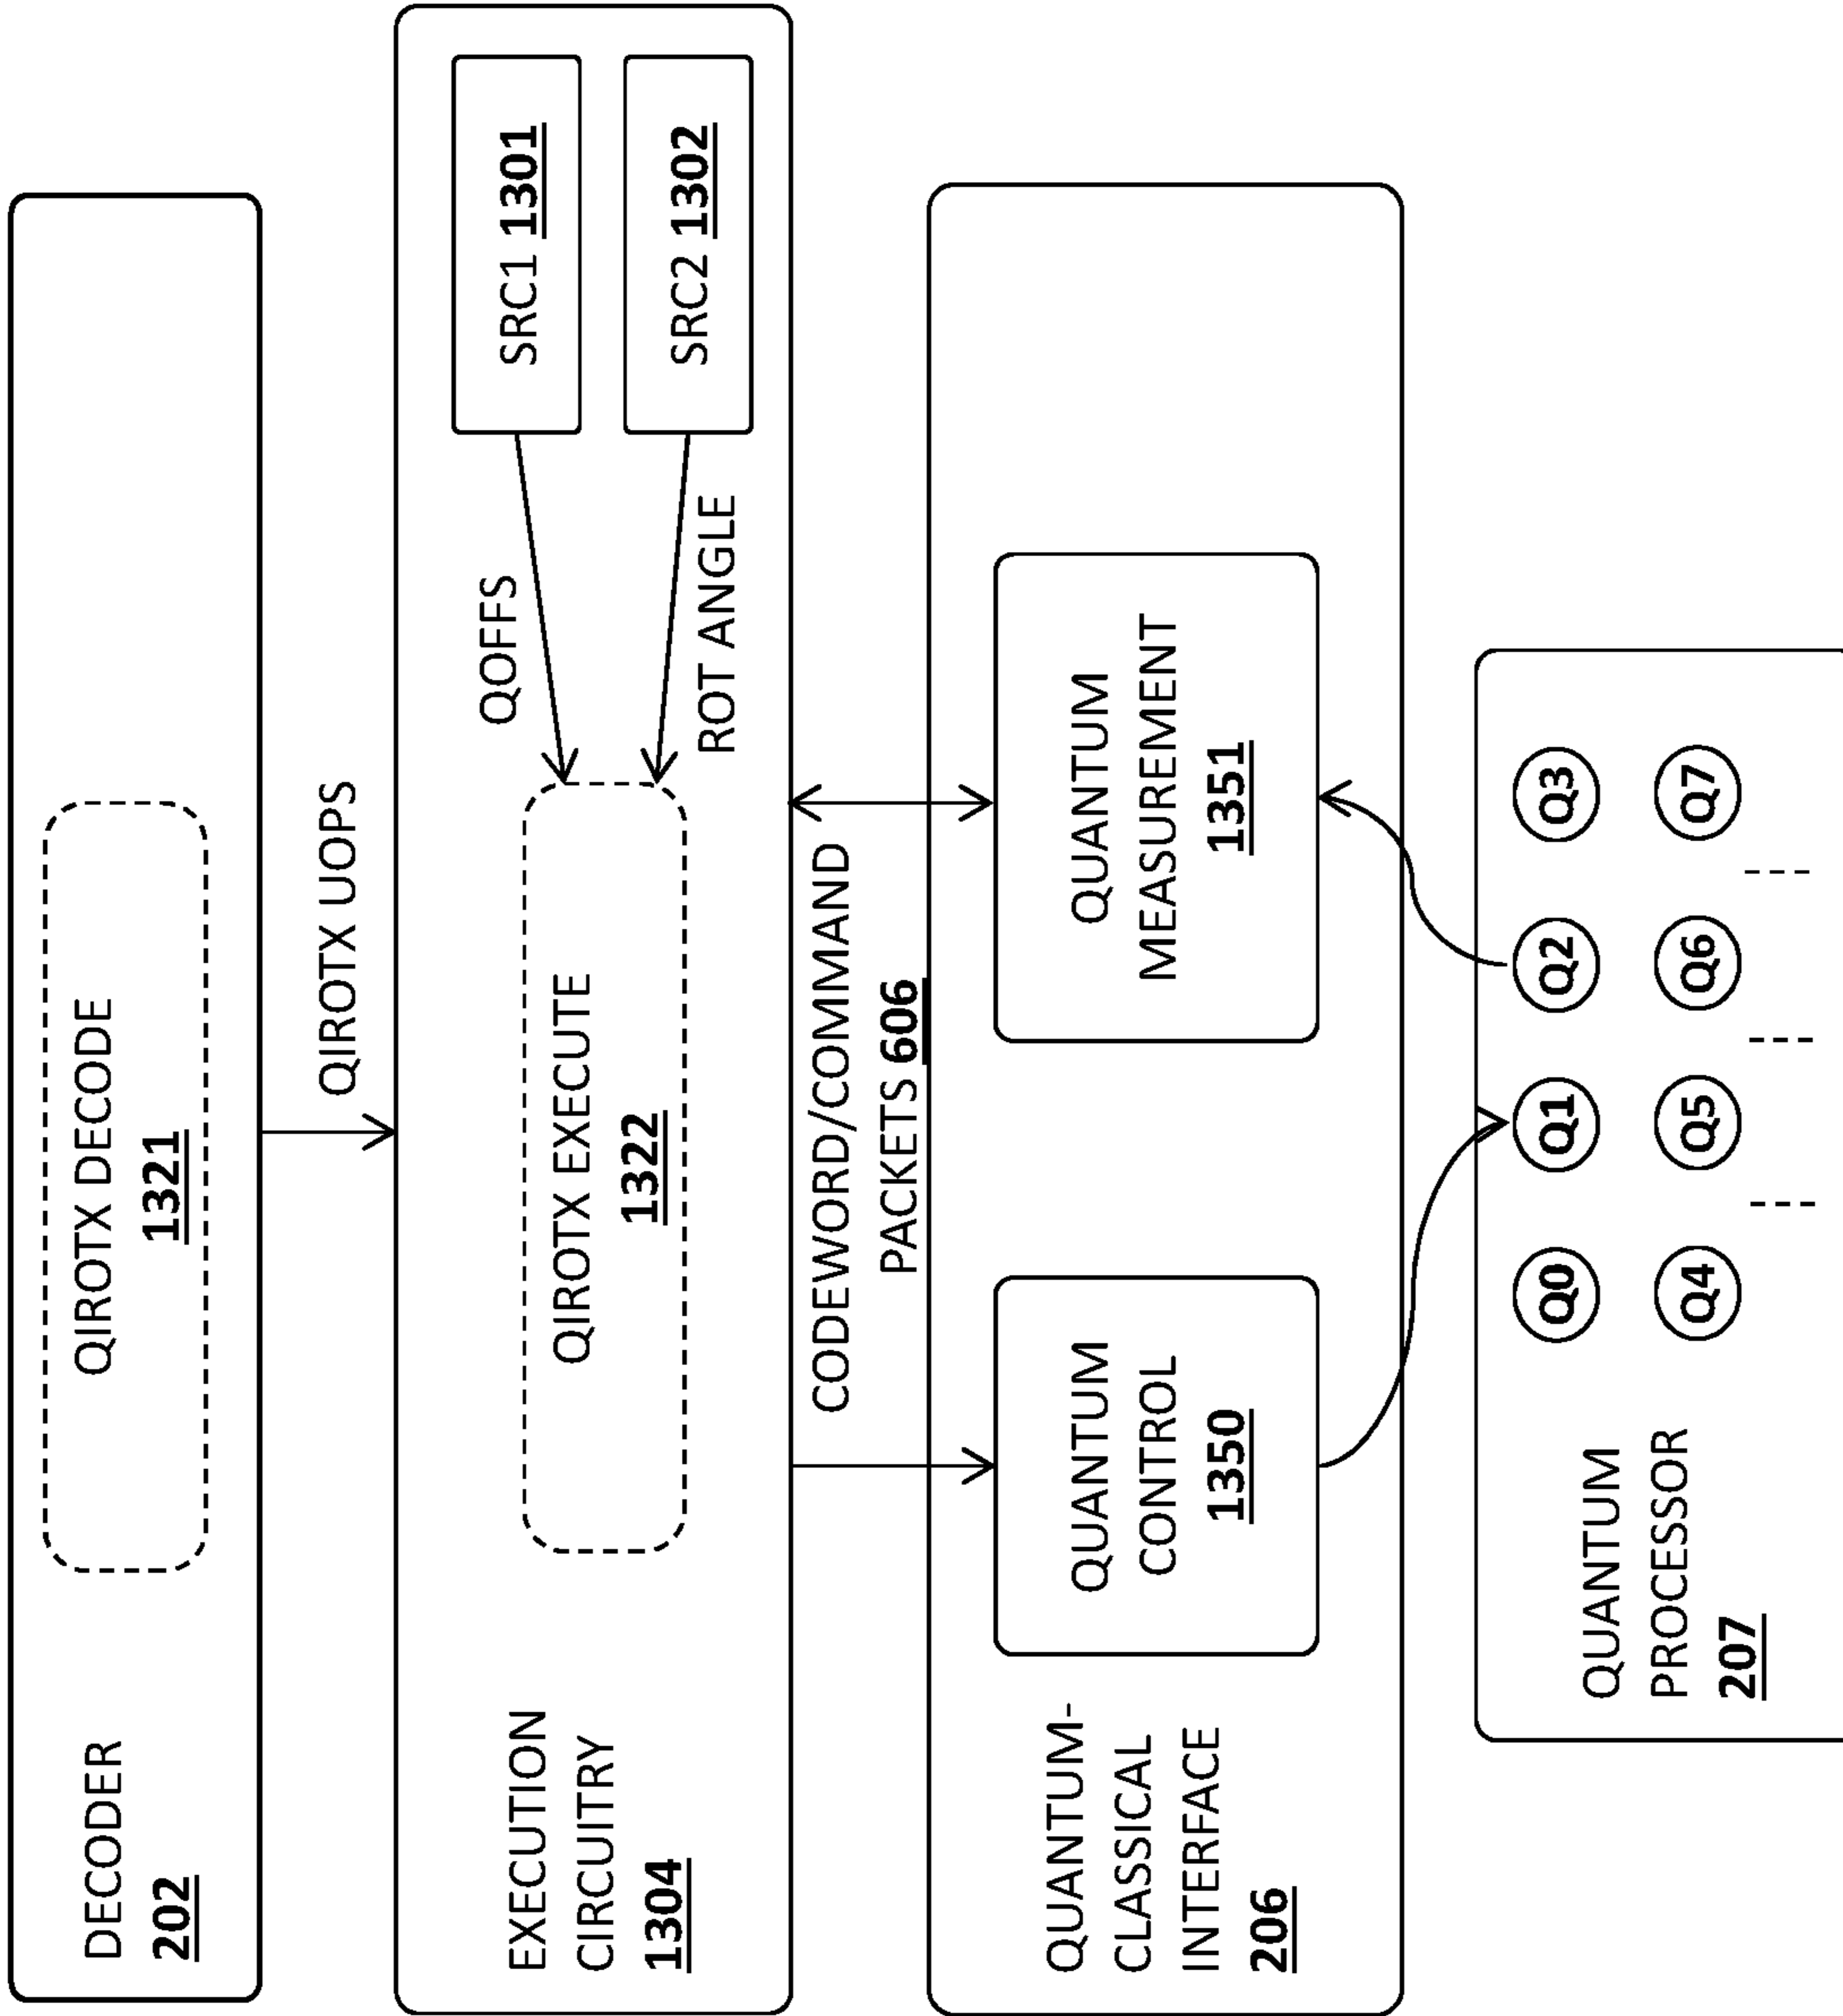 DECODER
202
QIROTX DECODE
1321
QIROTX UOPS
EXECUTION
CIRCUITRY
1304
QIROTX EXECUTE
1322
QOFFS
ROT ANGLE
SRC1 1301
SRC2 1302
CODEWORD/COMMAND
PACKETS 606
QUANTUM-
CLASSICAL
INTERFACE
206
QUANTUM
CONTROL
1350
QUANTUM
MEASUREMENT
1351
QUANTUM
PROCESSOR
207
Q0 Q1 Q2 Q3
Q4 Q5 Q6 Q7